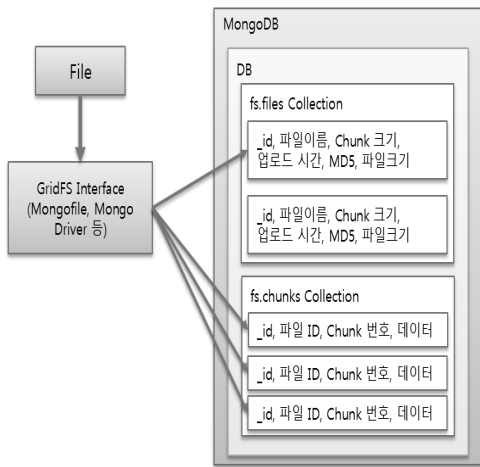 MongoDB
DB
File
fs.files Collection
_id, 파일이름, Chunk 크기,
업로드 시간, MD5, 파일크기
GridFS Interface
(Mongofile, Mongo
Driver 등)
_id, 파일이름, Chunk 크기,
업로드 시간, MD5, 파일크기
fs.chunks Collection
_id, 파일 ID, Chunk 번호, 데이터
_id, 파일 ID, Chunk 번호, 데이터
_id, 파일 ID, Chunk 번호, 데이터